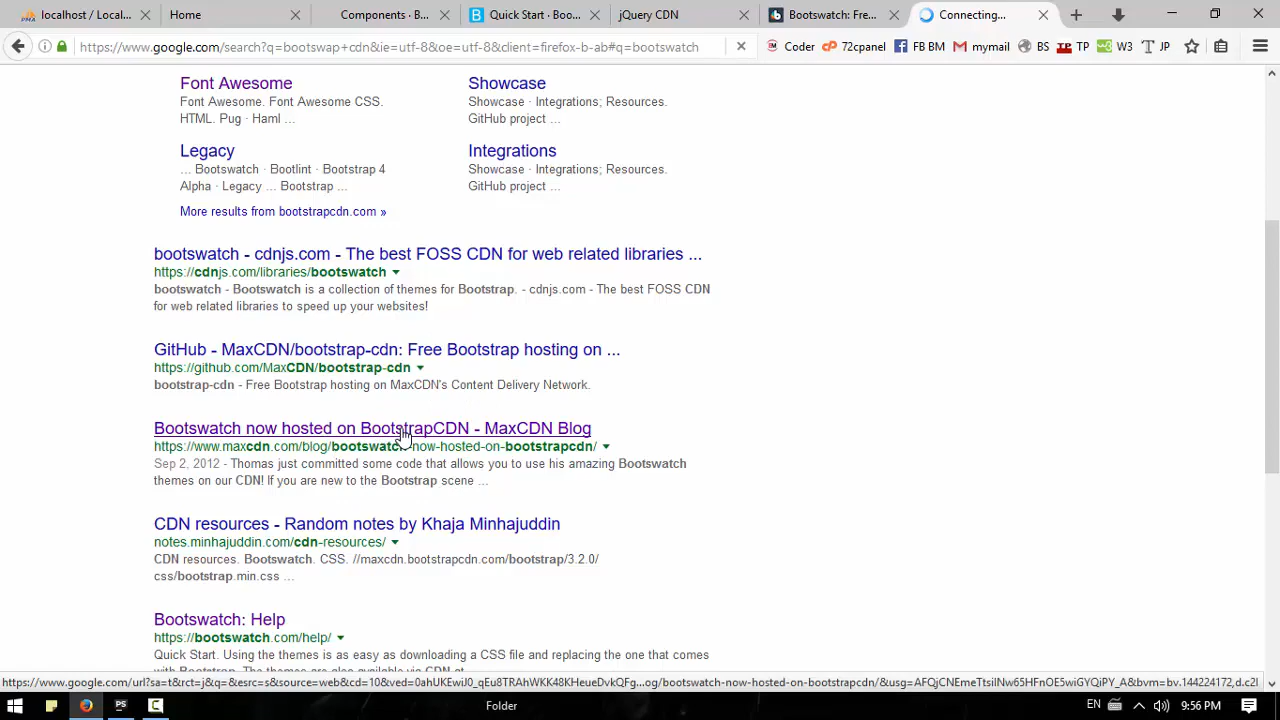 localhost / Local...
Home
Components · B...
Quick Start · Boo...
jQuery CDN
Bootswatch: Fre...
Connecting...
https://www.google.com/search?q=bootswap+cdn&ie=utf-8&oe=utf-8&client=firefox-b-ab#q=bootswatch
Coder
72cpanel
FB BM
mymail
BS
TP
W3
JP
Font Awesome
Font Awesome. Font Awesome CSS.
HTML. Pug · Haml ...
Showcase
Showcase · Integrations; Resources.
GitHub project ...
Legacy
... Bootswatch · Bootlint · Bootstrap 4
Alpha · Legacy ... Bootstrap ...
Integrations
Showcase · Integrations; Resources.
GitHub project ...
More results from bootstrapcdn.com »
bootswatch - cdnjs.com - The best FOSS CDN for web related libraries ...
https://cdnjs.com/libraries/bootswatch
bootswatch - Bootswatch is a collection of themes for Bootstrap. - cdnjs.com - The best FOSS CDN
for web related libraries to speed up your websites!
GitHub - MaxCDN/bootstrap-cdn: Free Bootstrap hosting on ...
https://github.com/MaxCDN/bootstrap-cdn
bootstrap-cdn - Free Bootstrap hosting on MaxCDN's Content Delivery Network.
Bootswatch now hosted on BootstrapCDN - MaxCDN Blog
https://www.maxcdn.com/blog/bootswatch-now-hosted-on-bootstrapcdn/
Sep 2, 2012 - Thomas just committed some code that allows you to use his amazing Bootswatch
themes on our CDN! If you are new to the Bootstrap scene ...
CDN resources - Random notes by Khaja Minhajuddin
notes.minhajuddin.com/cdn-resources/
CDN resources. Bootswatch. CSS. //maxcdn.bootstrapcdn.com/bootstrap/3.2.0/
css/bootstrap.min.css ...
Bootswatch: Help
https://bootswatch.com/help/
Quick Start. Using the themes is as easy as downloading a CSS file and replacing the one that comes
with Bootstrap. The themes are also available via CDN at
Folder
ENG
9:56 PM